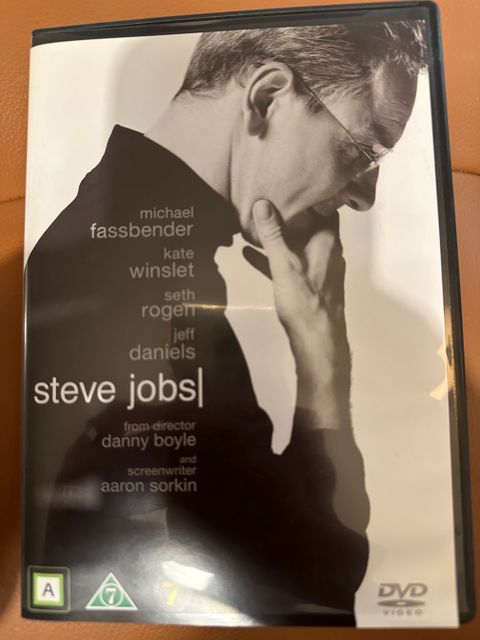 michael
fassbender
kate
winslet
seth
rogen
jeff
daniels
steve jobs|
from director
danny boyle
and
screenwriter
aaron sorkin
A
7
7
DVD
VIDEO